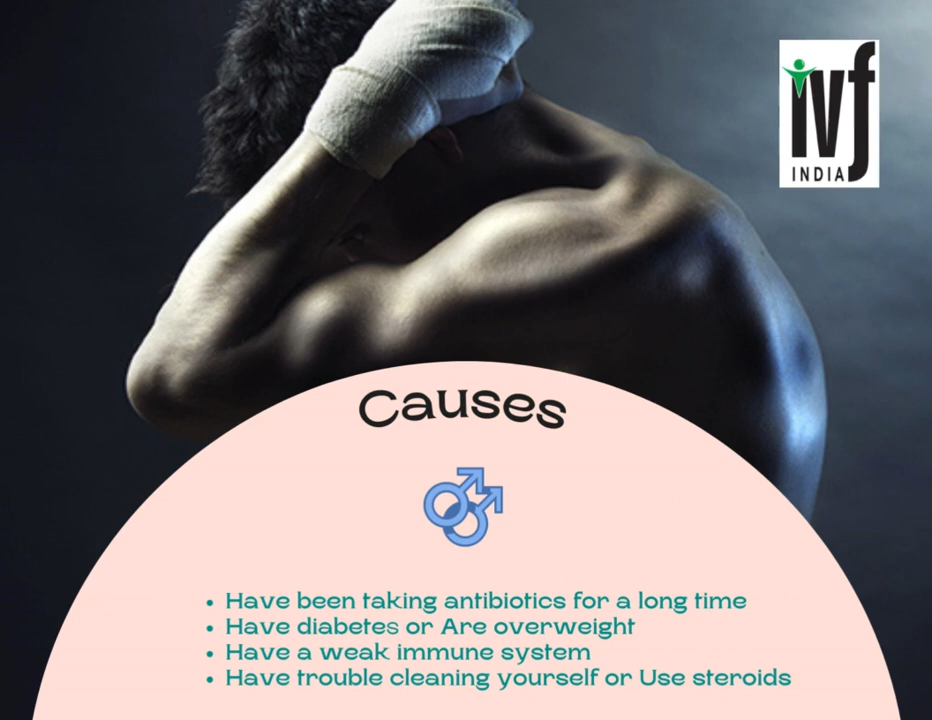 ivf
INDIA
Causes
Have been taking antibiotics for a long time
Have diabetes or Are overweight
Have a weak immune system
Have trouble cleaning yourself or Use steroids